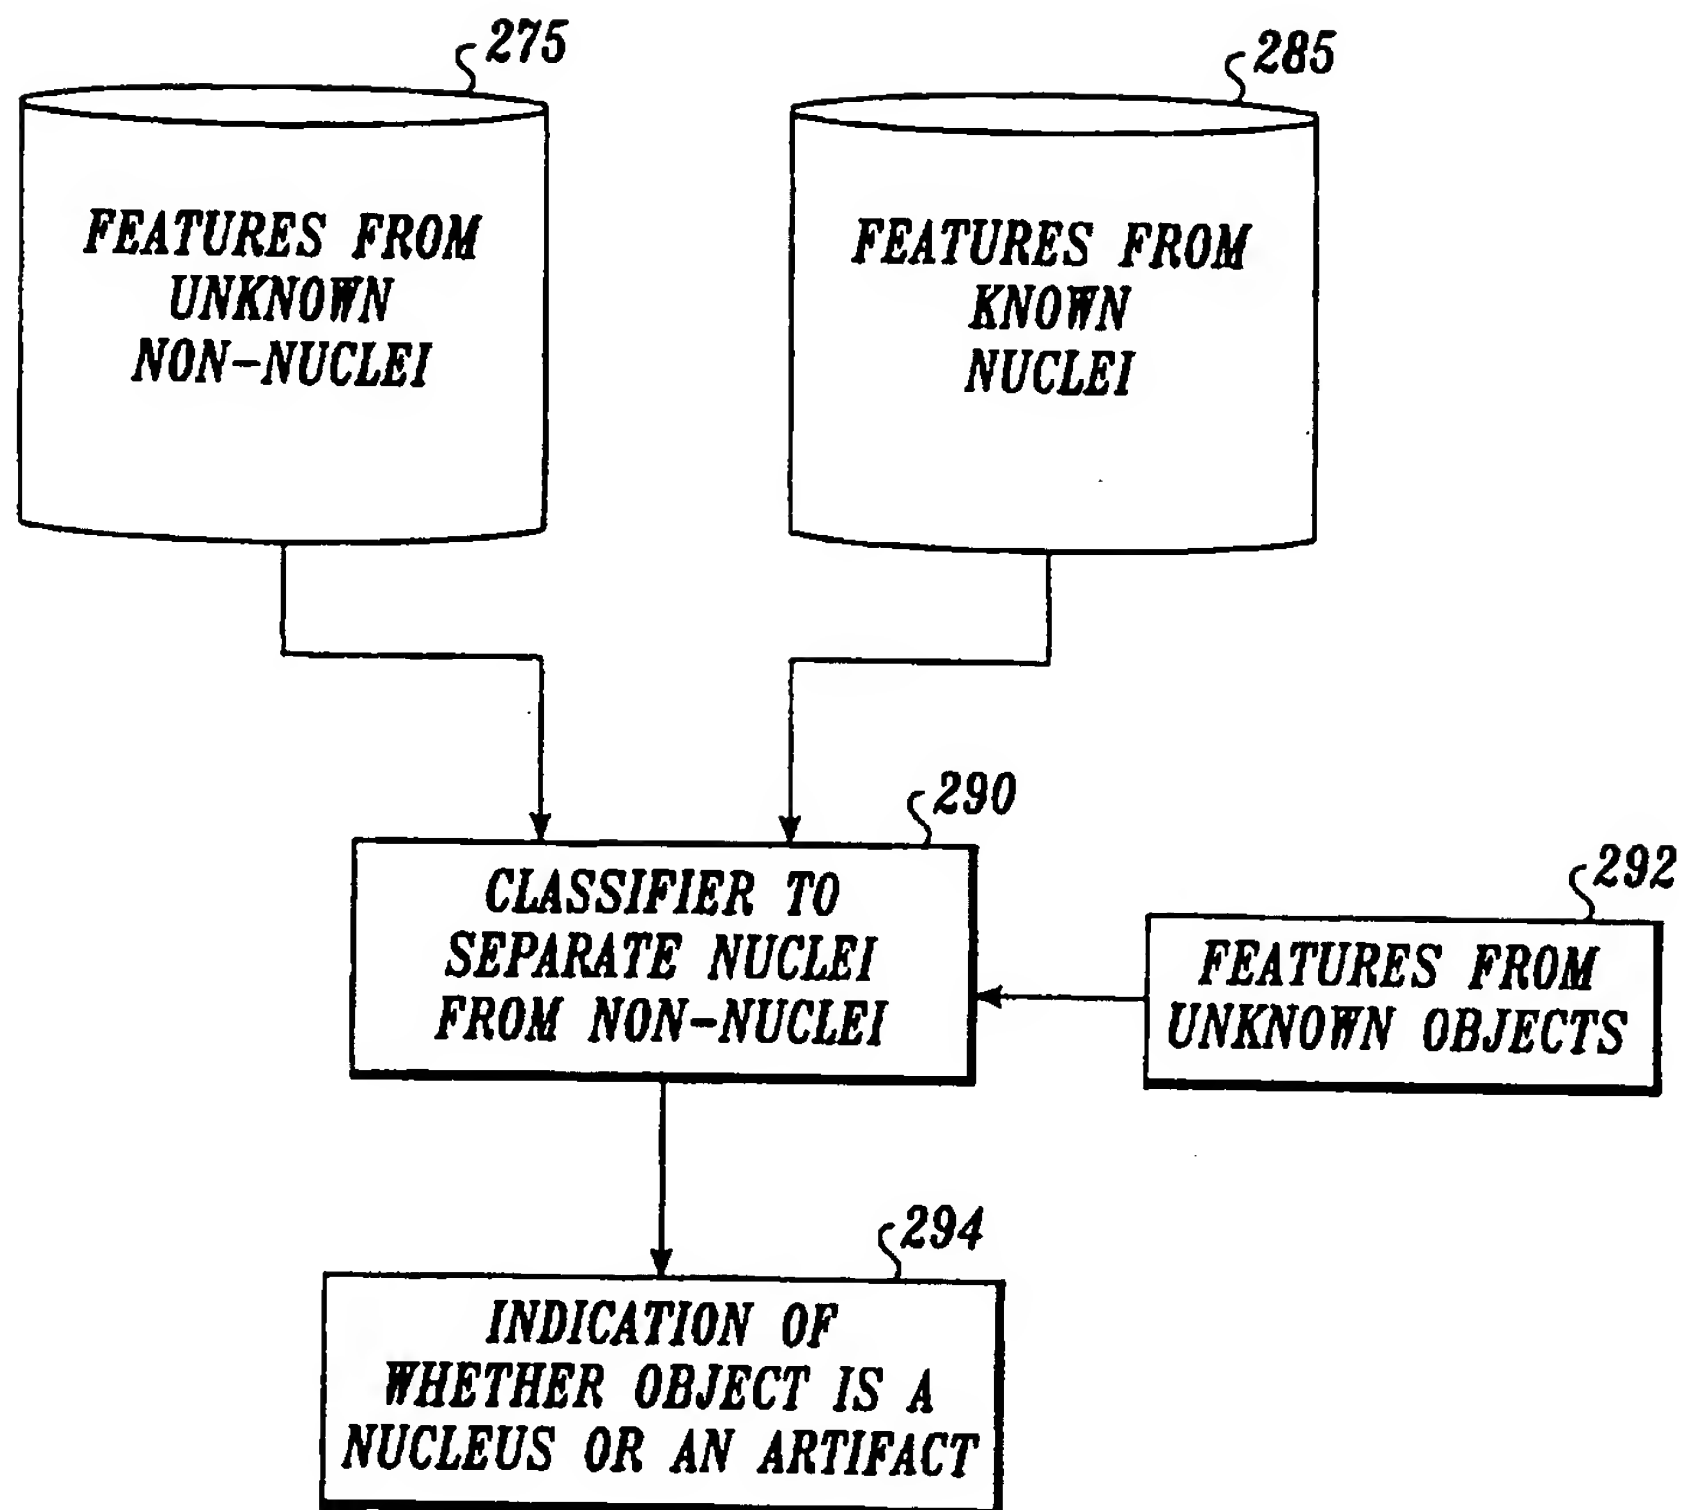 275
FEATURES FROM
UNKNOWN
NON-NUCLEI
285
FEATURES FROM
KNOWN
NUCLEI
290
CLASSIFIER TO
SEPARATE NUCLEI
FROM NON-NUCLEI
292
FEATURES FROM
UNKNOWN OBJECTS
294
INDICATION OF
WHETHER OBJECT IS A
NUCLEUS OR AN ARTIFACT